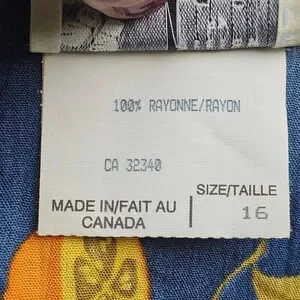 100% RAYONNE/RAYON
CA 32340
SIZE/TAILLE
MADE IN/FAIT AU
CANADA
16